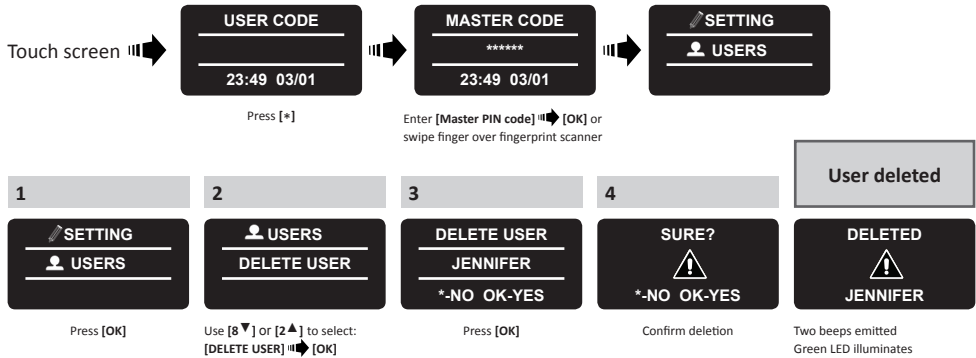 Touch screen
USER CODE
23:49 03/01
Press [*]
MASTER CODE
******
23:49 03/01
Enter [Master PIN code] [OK] or
swipe finger over fingerprint scanner
SETTING
USERS
1
SETTING
USERS
Press [OK]
2
USERS
DELETE USER
Use [8▼] or [2▲] to select:
[DELETE USER] [OK]
3
DELETE USER
JENNIFER
*-NO OK-YES
Press [OK]
4
SURE?
*-NO OK-YES
Confirm deletion
User deleted
DELETED
JENNIFER
Two beeps emitted
Green LED illuminates